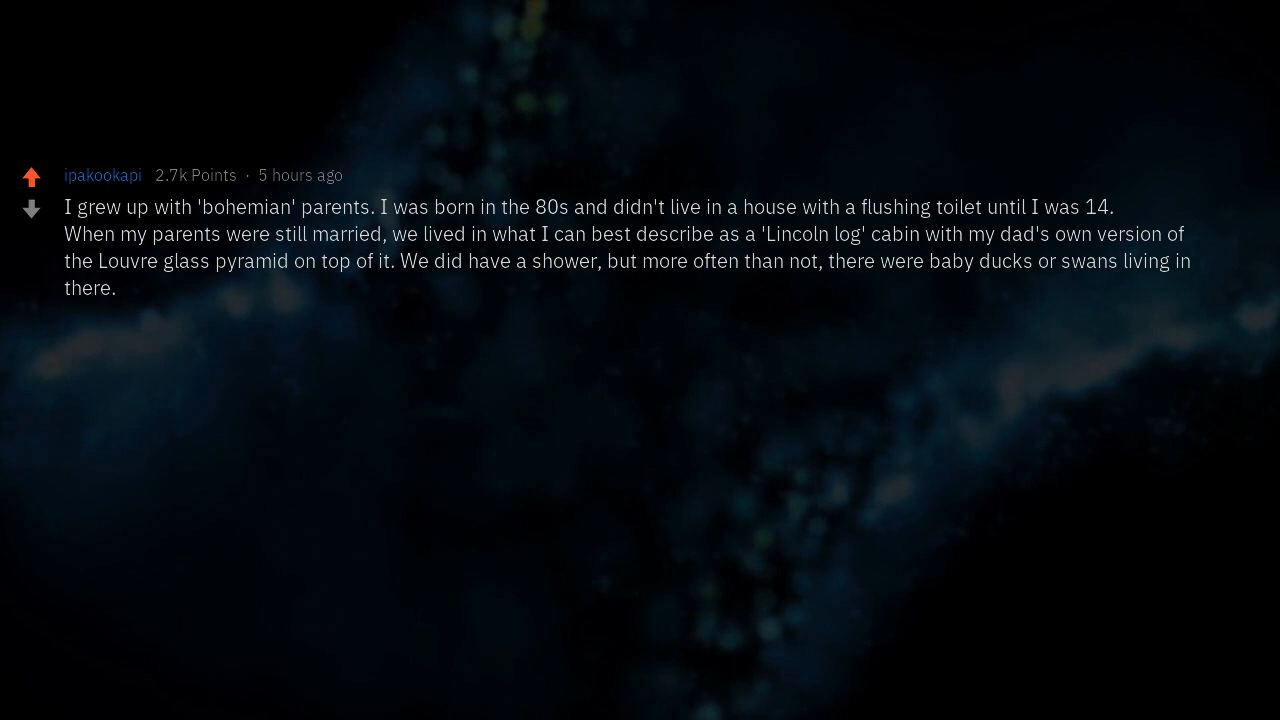 ipakookapi 2.7k Points · 5 hours ago
I grew up with 'bohemian' parents. I was born in the 80s and didn't live in a house with a flushing toilet until I was 14.
When my parents were still married, we lived in what I can best describe as a 'Lincoln log' cabin with my dad's own version of
the Louvre glass pyramid on top of it. We did have a shower, but more often than not, there were baby ducks or swans living in
there.